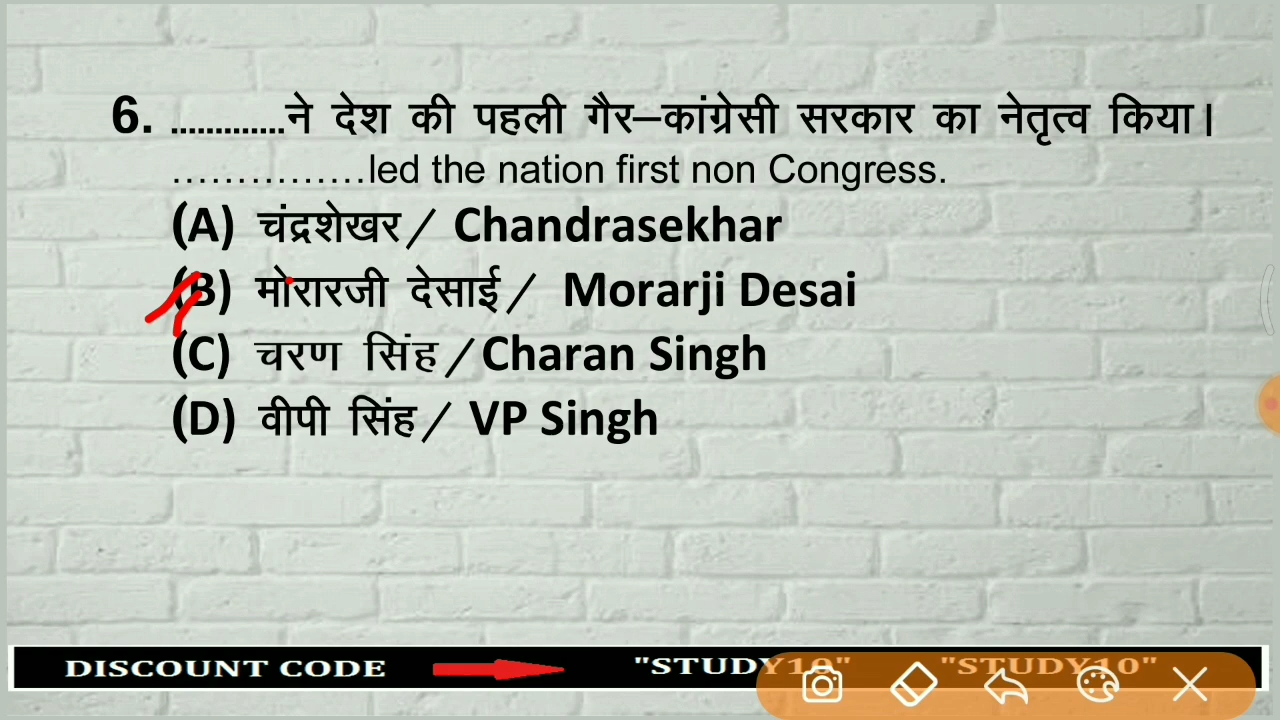 6. .............ने देश की पहली गैर–कांग्रेसी सरकार का नेतृत्व किया।
……………led the nation first non Congress.
(A) चंद्रशेखर / Chandrasekhar
(B) मोरारजी देसाई / Morarji Desai
(C) चरण सिंह / Charan Singh
(D) वीपी सिंह / VP Singh
DISCOUNT CODE "STUDY10" "STUDY10"